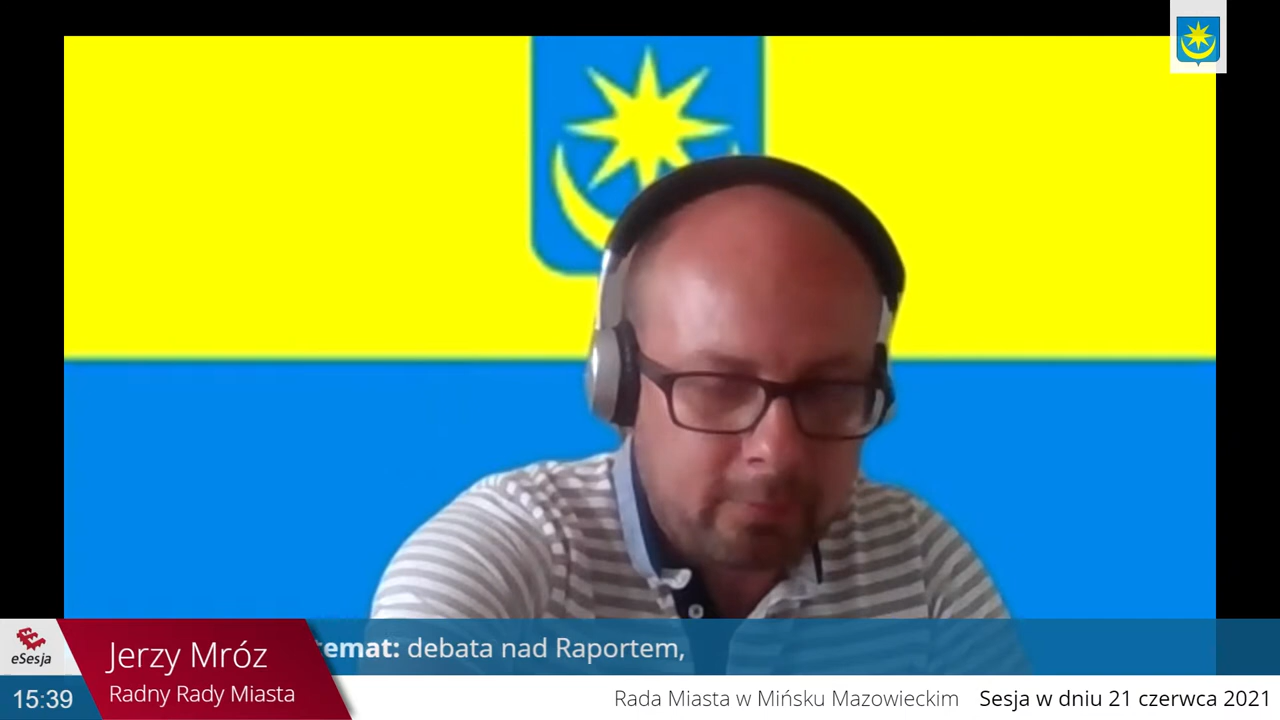 temat: debata nad Raportem,
eSesja
Jerzy Mróz
Radny Rady Miasta
15:39
Rada Miasta w Mińsku Mazowieckim Sesja w dniu 21 czerwca 2021